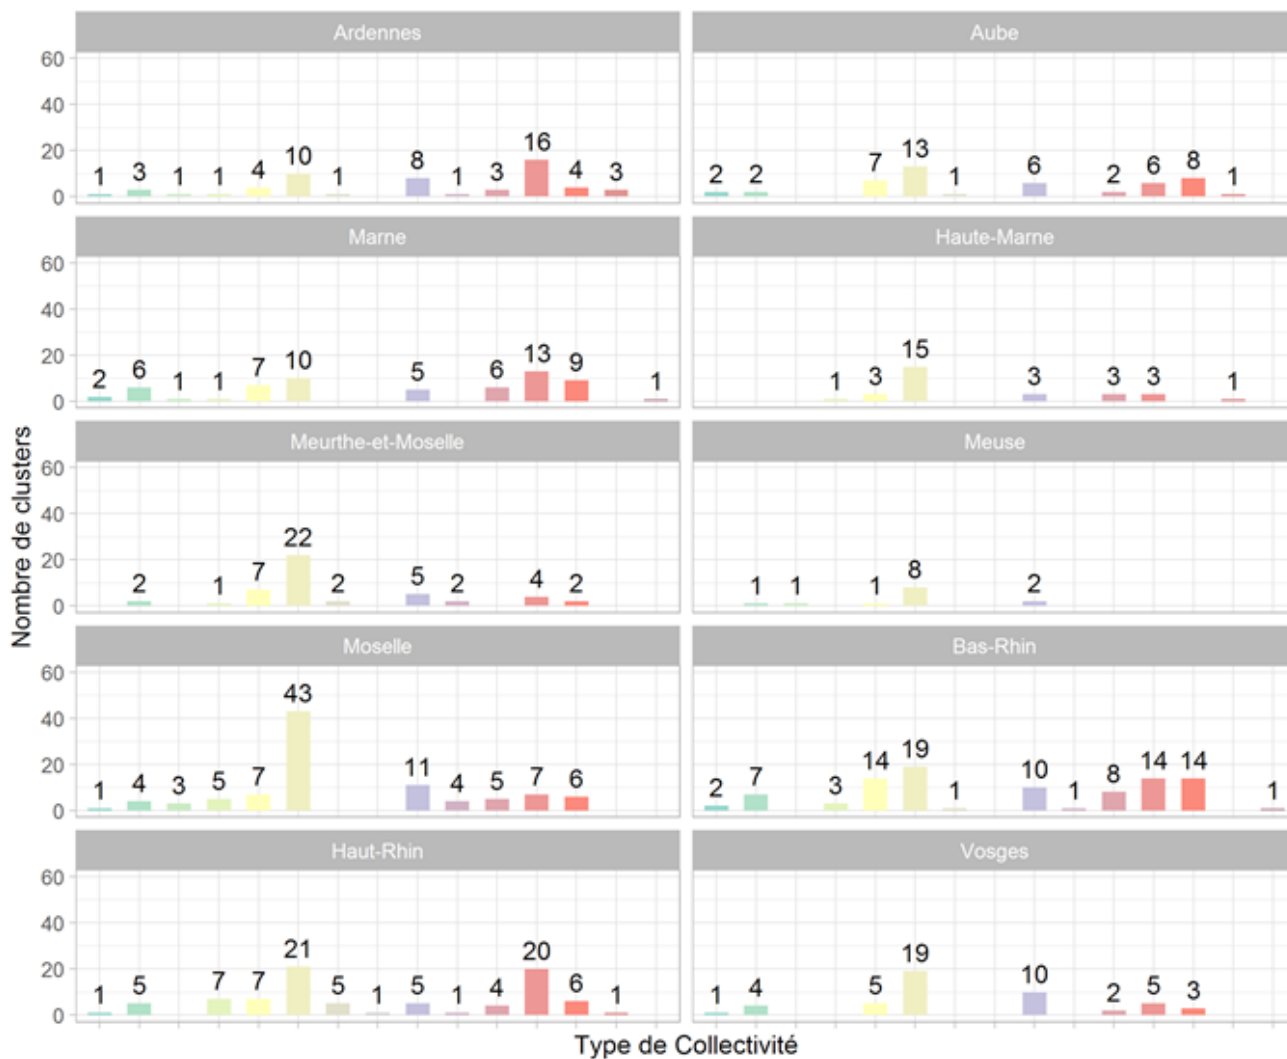 Ardennes Aube
60
40
20
0
1 3 1 1 4 10 1 8 1 3 16 4 3
2 2 7 13 1 6 2 6 8 1
Marne Haute-Marne
60
40
20
0
2 6 1 1 7 10 5 6 13 9 1
1 3 15 3 3 3 1
Meurthe-et-Moselle Meuse
60
40
20
0
2 1 7 22 2 5 2 4 2
1 1 1 8 2
Moselle Bas-Rhin
60
40
20
0
1 4 3 5 7 43 11 4 5 7 6
2 7 3 14 19 1 10 1 8 14 14 1
Haut-Rhin Vosges
60
40
20
0
1 5 7 7 21 5 1 5 1 4 20 6 1
1 4 5 19 10 2 5 3
Nombre de clusters
Type de Collectivité